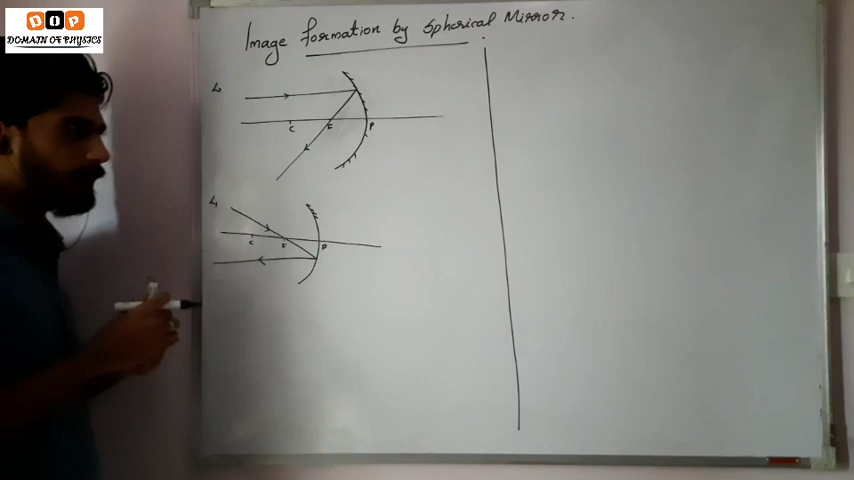 DOP
DOMAIN OF PHYSICS
Image formation by Spherical Mirror.
C F P
C F P